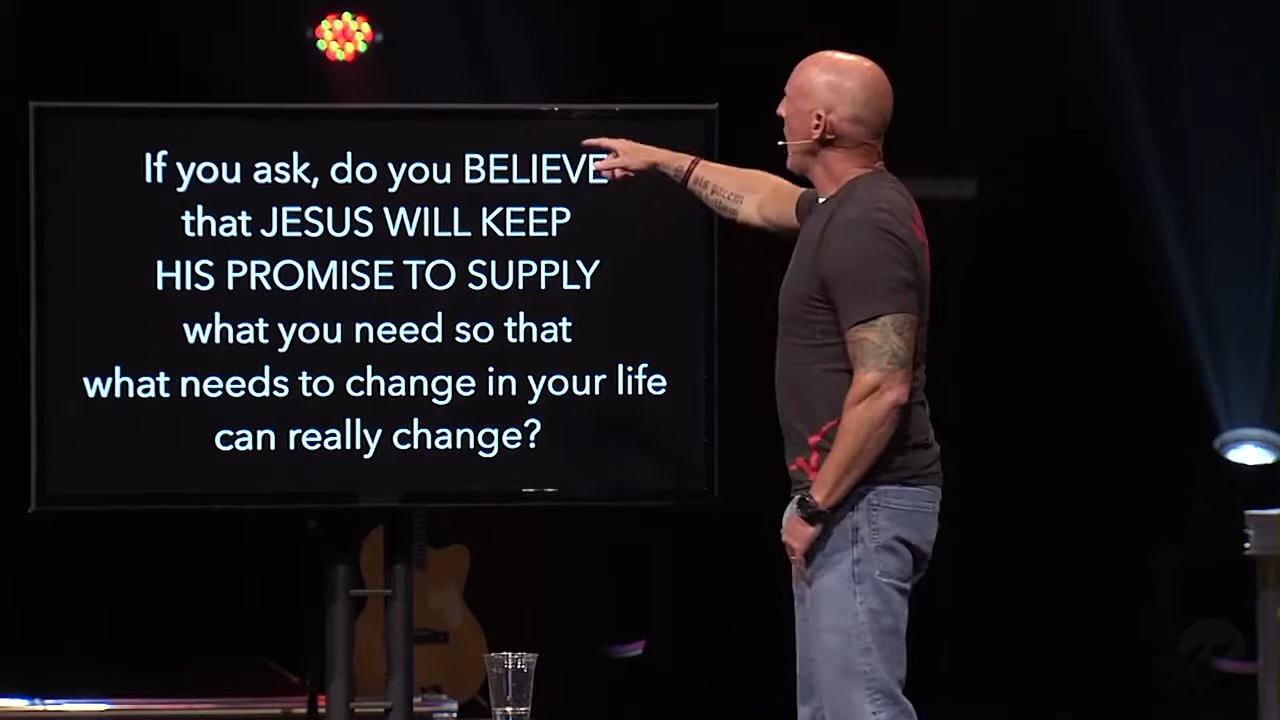 If you ask, do you BELIEVE
that JESUS WILL KEEP
HIS PROMISE TO SUPPLY
what you need so that
what needs to change in your life
can really change?